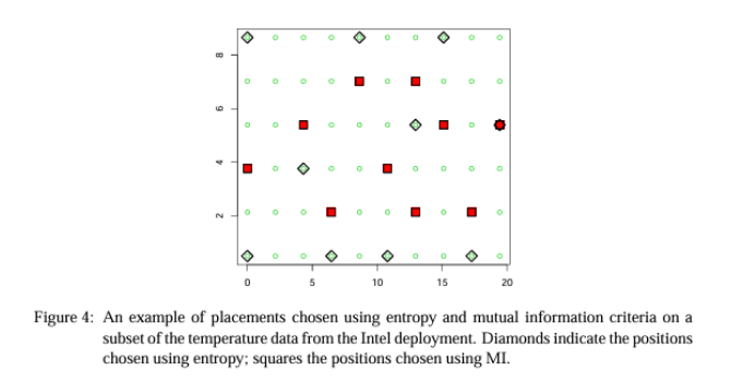 8
6
4
2
0 5 10 15 20
Figure 4: An example of placements chosen using entropy and mutual information criteria on a
subset of the temperature data from the Intel deployment. Diamonds indicate the positions
chosen using entropy; squares the positions chosen using MI.